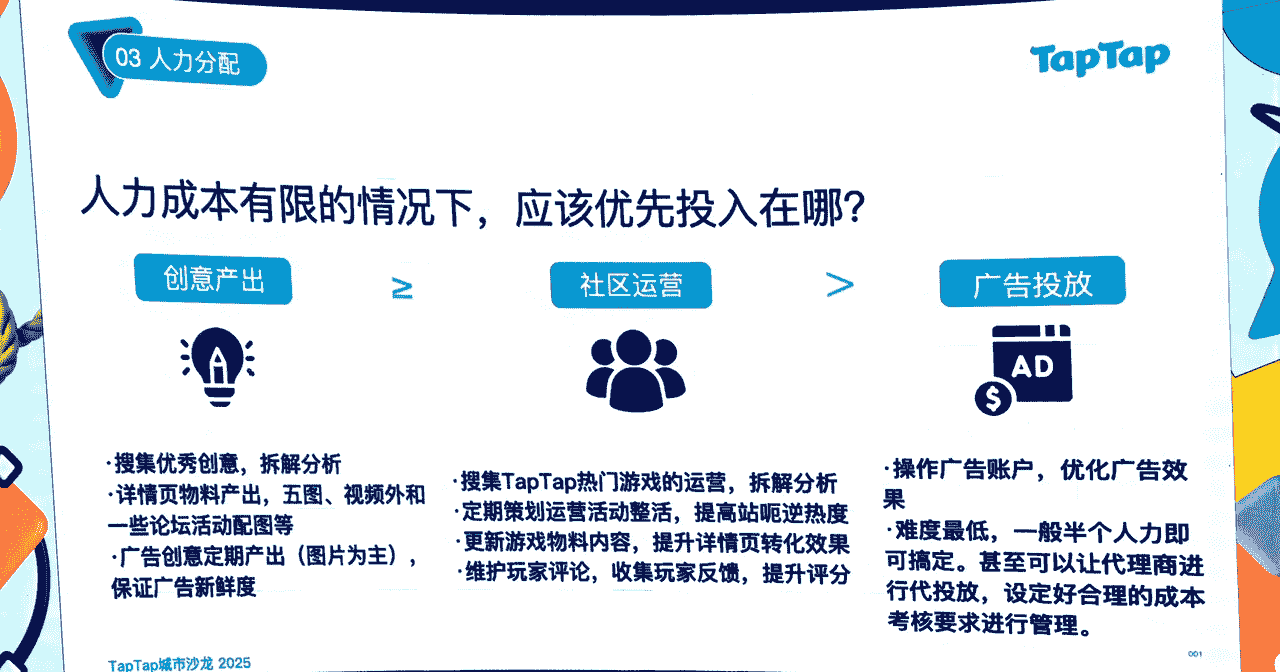 03 人力分配
TapTap
人力成本有限的情况下，应该优先投入在哪？
创意产出
≥
社区运营
>
广告投放
AD
$
·搜集优秀创意，拆解分析
·详情页物料产出，五图、视频外和
一些论坛活动配图等
·广告创意定期产出（图片为主），
保证广告新鲜度
·搜集TapTap热门游戏的运营，拆解分析
·定期策划运营活动整活，提高站呃逆热度
·更新游戏物料内容，提升详情页转化效果
·维护玩家评论，收集玩家反馈，提升评分
·操作广告账户，优化广告效
果
·难度最低，一般半个人力即
可搞定。甚至可以让代理商进
行代投放，设定好合理的成本
考核要求进行管理。
TapTap城市沙龙 2025
001